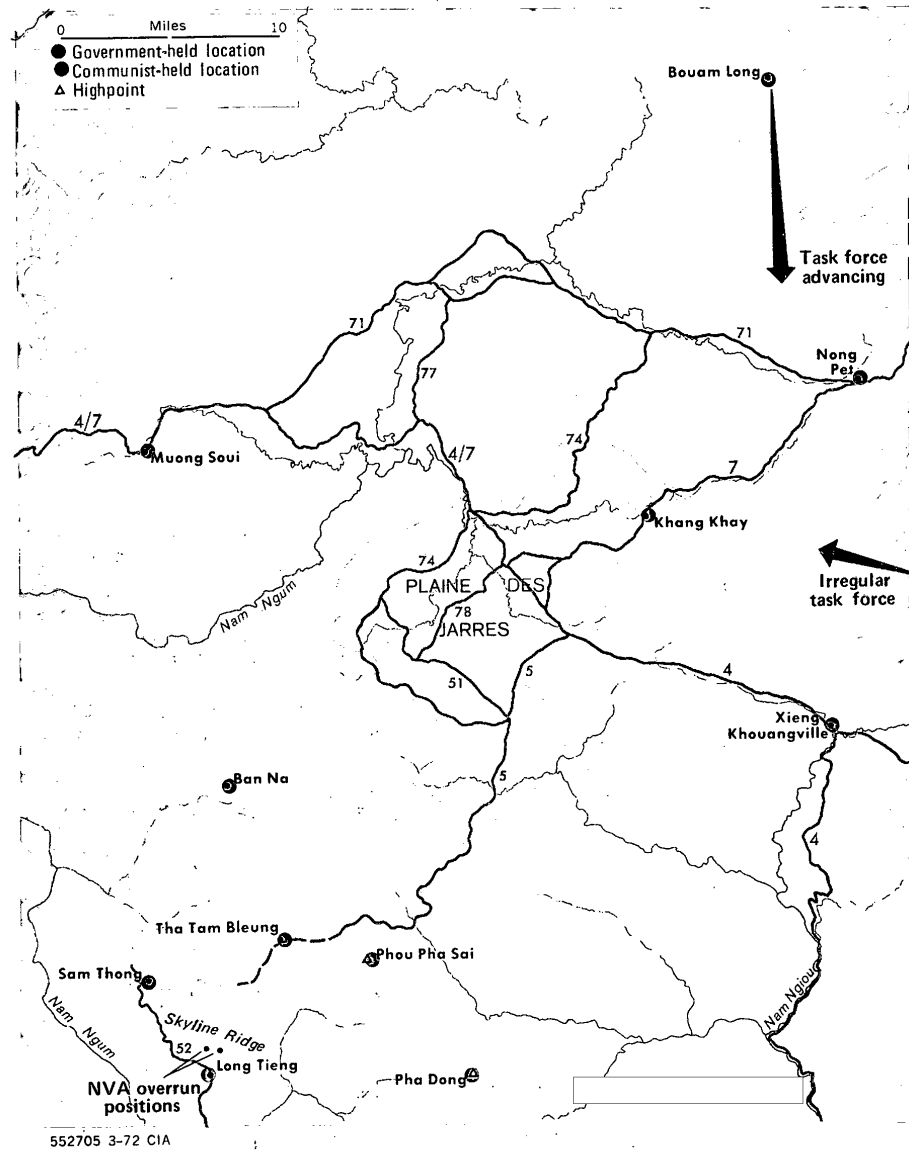 0 Miles 10
Government-held location
Communist-held location
Highpoint
Bouam Long
Task force
advancing
71
71
Nong
Pet
77
4/7
Muong Soui
4/7
74
7
Khang Khay
74
PLAINE DES
JARRES
78
Irregular
task force
Nam Ngum
51
5
4
Xieng
Khouangville
Ban Na
5
4
Tha Tam Bleung
Phou Pha Sai
Sam Thong
Nam Ngum
Skyline Ridge
52
Long Tieng
NVA overrun
positions
Pha Dong
Nam Ngiou
552705 3-72 CIA